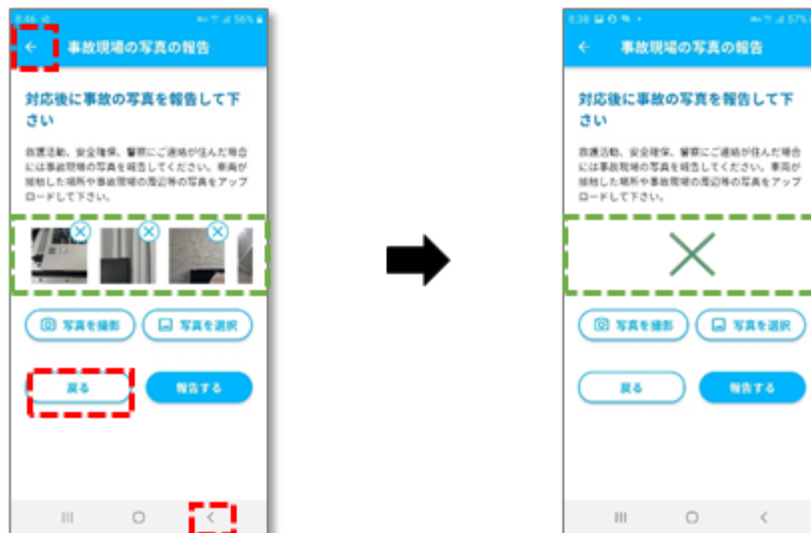 8:46
56%
事故現場の写真の報告
対応後に事故の写真を報告して下
さい
救護活動、安全確保、警察にご連絡が住んだ場合
には事故現場の写真を報告してください。車両が
接触した場所や事故現場の周辺等の写真をアップ
ロードして下さい。
写真を撮影
写真を選択
戻る
報告する
8:38
57%
事故現場の写真の報告
対応後に事故の写真を報告して下
さい
救護活動、安全確保、警察にご連絡が住んだ場合
には事故現場の写真を報告してください。車両が
接触した場所や事故現場の周辺等の写真をアップ
ロードして下さい。
写真を撮影
写真を選択
戻る
報告する